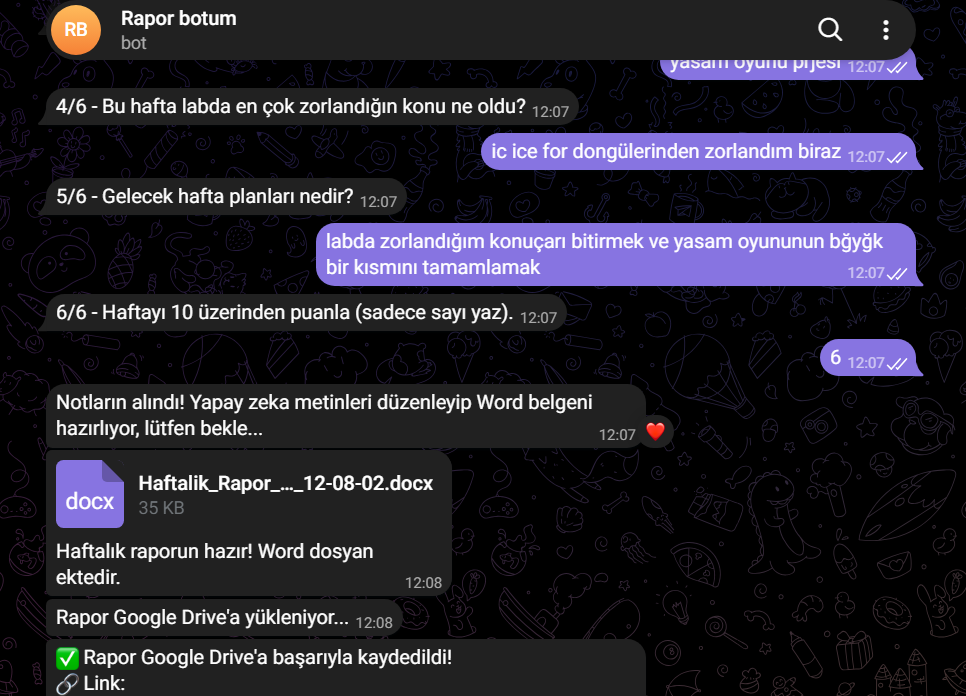 RB
Rapor botum
bot
yasam oyunu prjesi 12:07
4/6 - Bu hafta labda en çok zorlandığın konu ne oldu? 12:07
ic ice for dongülerinden zorlandım biraz 12:07
5/6 - Gelecek hafta planları nedir? 12:07
labda zorlandığım konuçarı bitirmek ve yasam oyununun bğyğk
bir kısmını tamamlamak 12:07
6/6 - Haftayı 10 üzerinden puanla (sadece sayı yaz). 12:07
6 12:07
Notların alındı! Yapay zeka metinleri düzenleyip Word belgeni
hazırlıyor, lütfen bekle... 12:07
docx
Haftalik_Rapor_..._12-08-02.docx
35 KB
Haftalık raporun hazır! Word dosyan
ektedir. 12:08
Rapor Google Drive'a yükleniyor... 12:08
✅ Rapor Google Drive'a başarıyla kaydedildi!
🔗 Link: